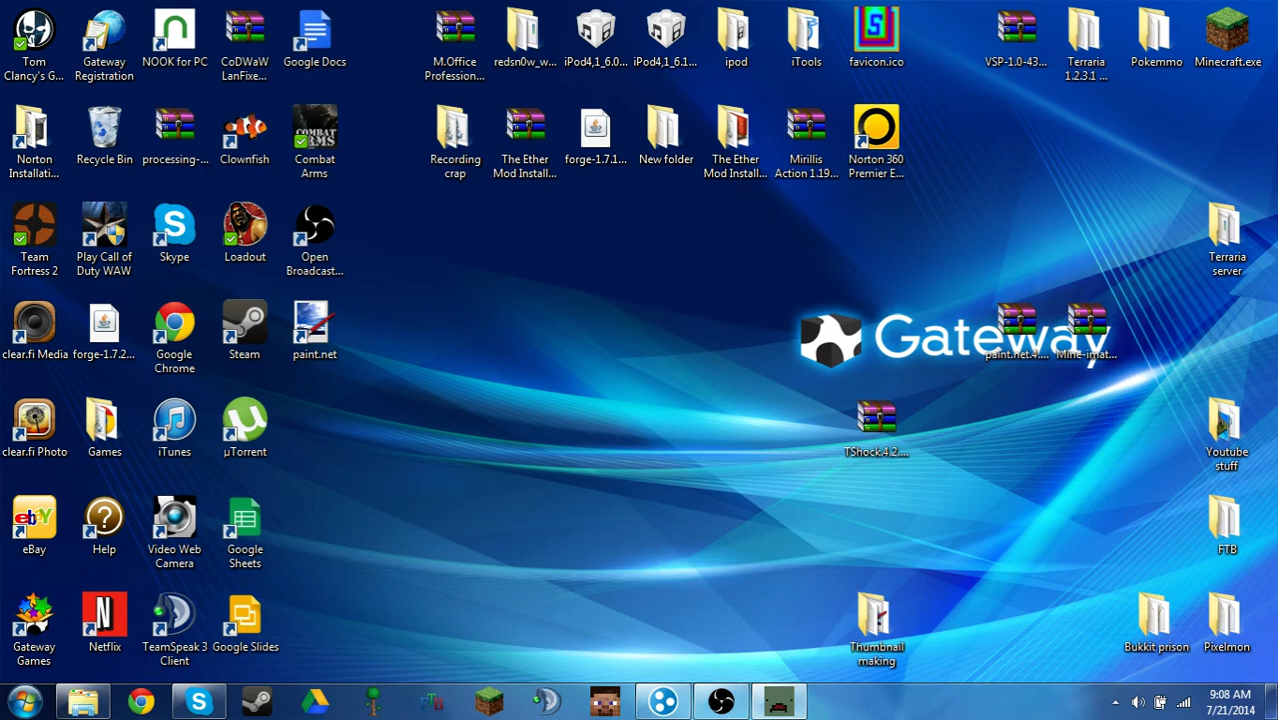 Tom
Clancy's G...
Gateway
Registration
NOOK for PC
CoDWaW
LanFixe...
Google Docs
M.Office
Profession...
redsn0w_w...
iPod4,1_6.0...
iPod4,1_6.1...
ipod
iTools
favicon.ico
VSP-1.0-43...
Terraria
1.2.3.1 ...
Pokemmo
Minecraft.exe
Norton
Installati...
Recycle Bin
processing-...
Clownfish
COMBAT
ARMS
Combat
Arms
Recording
crap
The Ether
Mod Install...
forge-1.7.1...
New folder
The Ether
Mod Install...
Mirillis
Action 1.19...
Norton 360
Premier E...
Team
Fortress 2
Play Call of
Duty WAW
Skype
Loadout
Open
Broadcast...
Terraria
server
clear.fi Media
forge-1.7.2...
Google
Chrome
Steam
paint.net
Gateway
paint.net.4....
Mine-imat...
clear.fi Photo
Games
iTunes
µTorrent
TShock.4.2....
Youtube
stuff
ebY
eBay
Help
Video Web
Camera
Google
Sheets
FTB
Gateway
Games
N
Netflix
TeamSpeak 3
Client
Google Slides
Thumbnail
making
Bukkit prison
Pixelmon
FTB
9:08 AM
7/21/2014